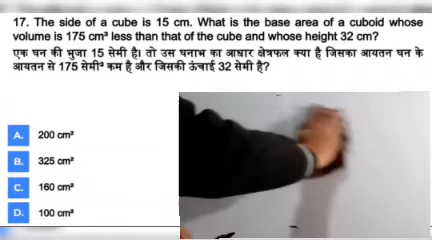 17. The side of a cube is 15 cm. What is the base area of a cuboid whose
volume is 175 cm³ less than that of the cube and whose height 32 cm?
एक घन की भुजा 15 सेमी है। तो उस घनाभ का आधार क्षेत्रफल क्या है जिसका आयतन घन के
आयतन से 175 सेमी³ कम है और जिसकी ऊंचाई 32 सेमी है?
A. 200 cm²
B. 325 cm²
C. 160 cm²
D. 100 cm²